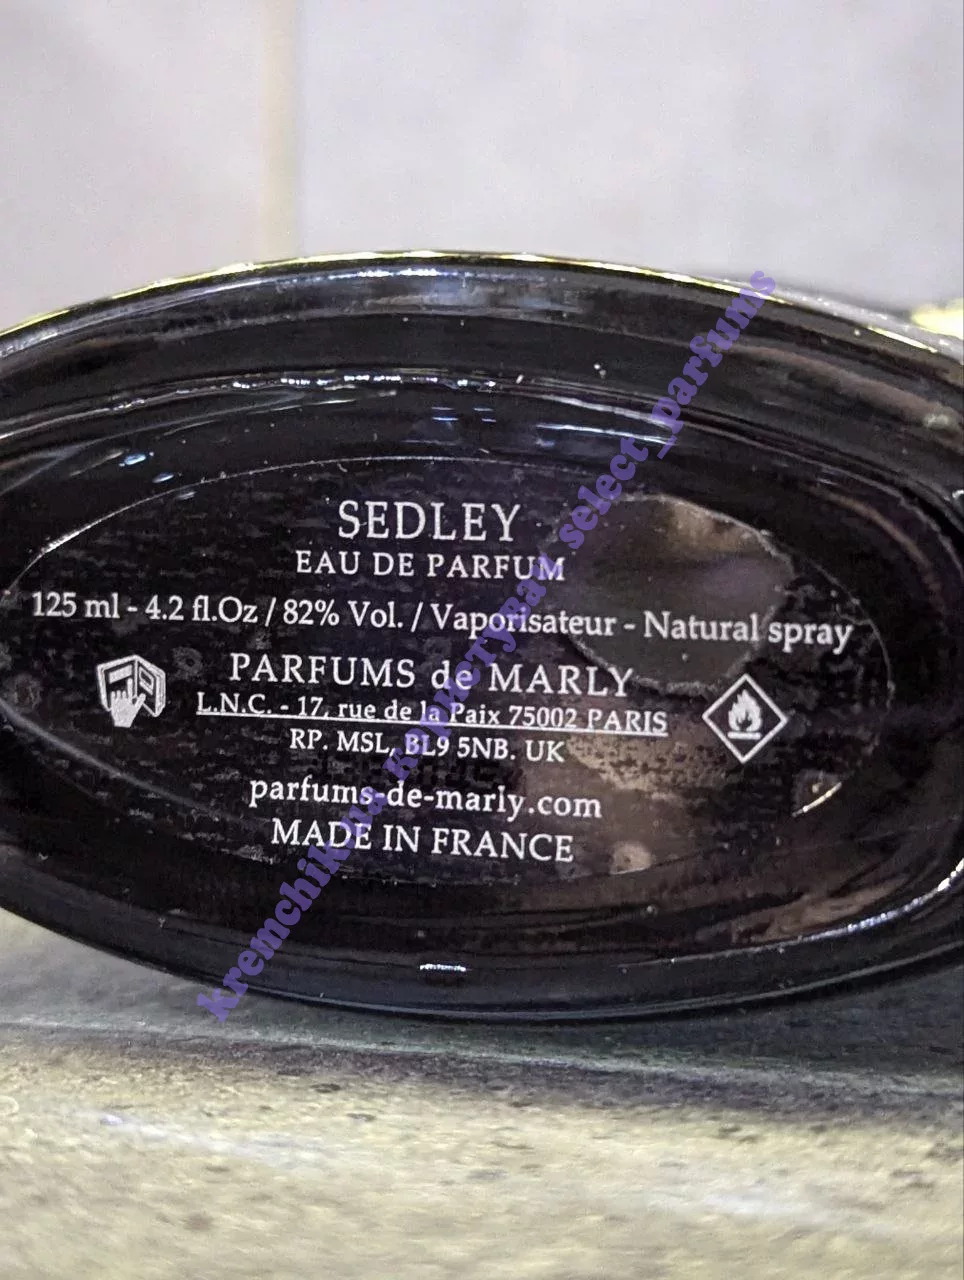 SEDLEY
EAU DE PARFUM
125 ml - 4.2 fl.Oz / 82% Vol. / Vaporisateur - Natural spray
PARFUMS de MARLY
L.N.C. - 17, rue de la Paix 75002 PARIS
RP. MSL, BL9 5NB. UK
parfums-de-marly.com
MADE IN FRANCE
select_parfums